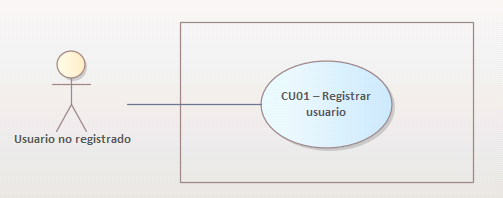 CU01 – Registrar
usuario
Usuario no registrado